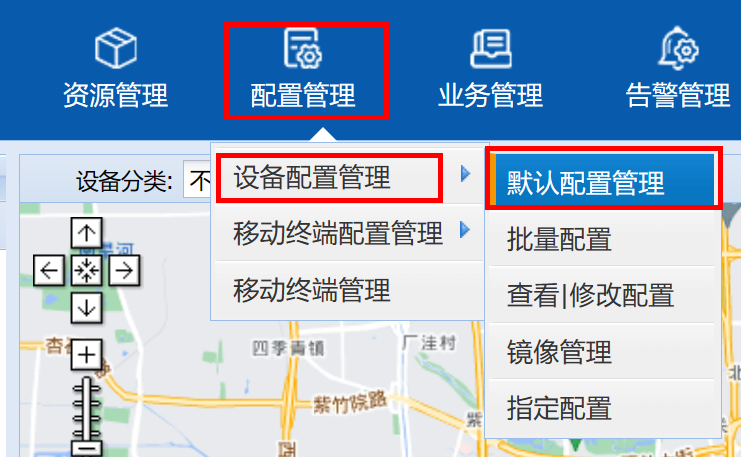 资源管理
配置管理
业务管理
告警管理
设备分类:
不
设备配置管理
移动终端配置管理
移动终端管理
默认配置管理
批量配置
查看|修改配置
镜像管理
指定配置
四季青镇
厂洼村
紫竹院路
紫
杏
北